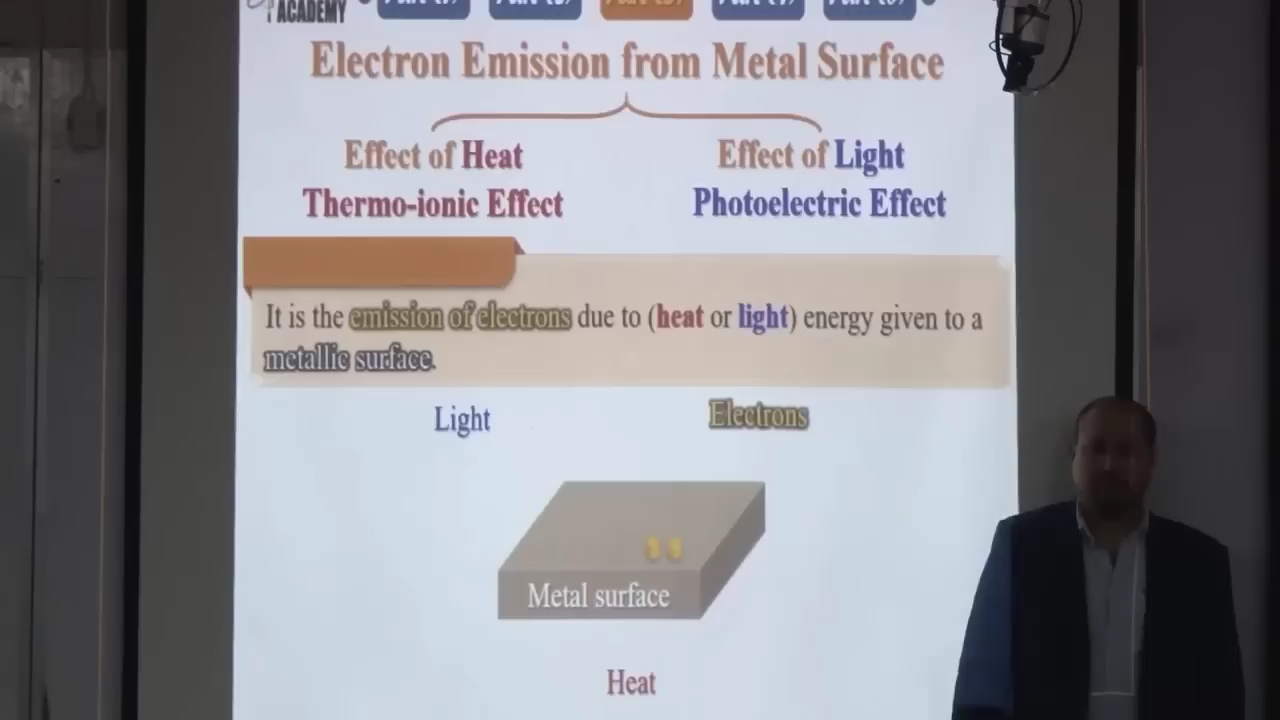 ACADEMY
Electron Emission from Metal Surface
Effect of Heat
Effect of Light
Thermo-ionic Effect
Photoelectric Effect
It is the emission of electrons due to (heat or light) energy given to a
metallic surface.
Light
Electrons
Metal surface
Heat